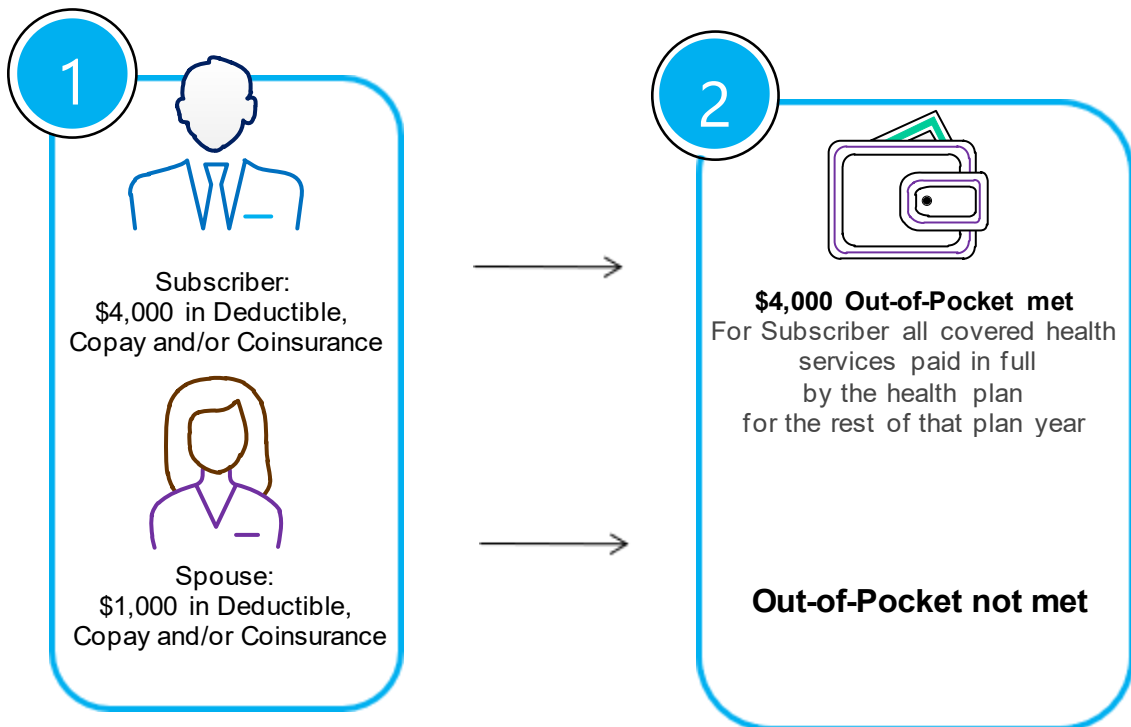 1
Subscriber:
$4,000 in Deductible,
Copay and/or Coinsurance
Spouse:
$1,000 in Deductible,
Copay and/or Coinsurance
2
$4,000 Out-of-Pocket met
For Subscriber all covered health
services paid in full
by the health plan
for the rest of that plan year
Out-of-Pocket not met